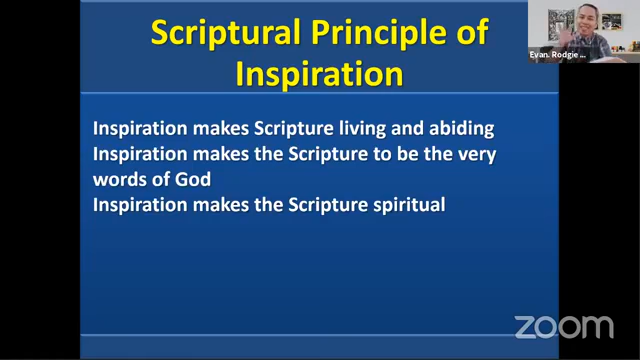 Scriptural Principle of
Inspiration
Evan. Rodgie ...
Inspiration makes Scripture living and abiding
Inspiration makes the Scripture to be the very
words of God
Inspiration makes the Scripture spiritual
zoom